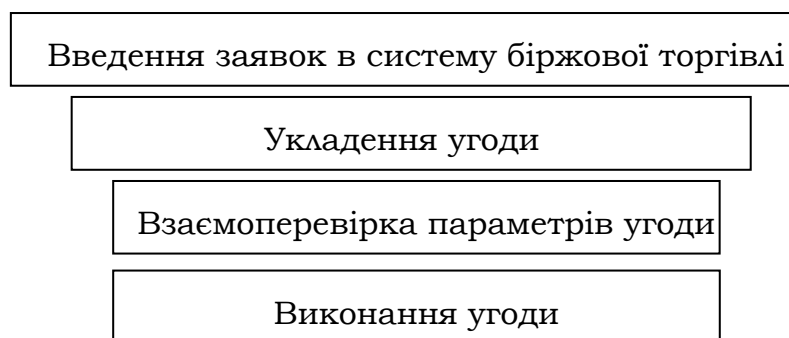 Введення заявок в систему біржової торгівлі
Укладення угоди
Взаємоперевірка параметрів угоди
Виконання угоди